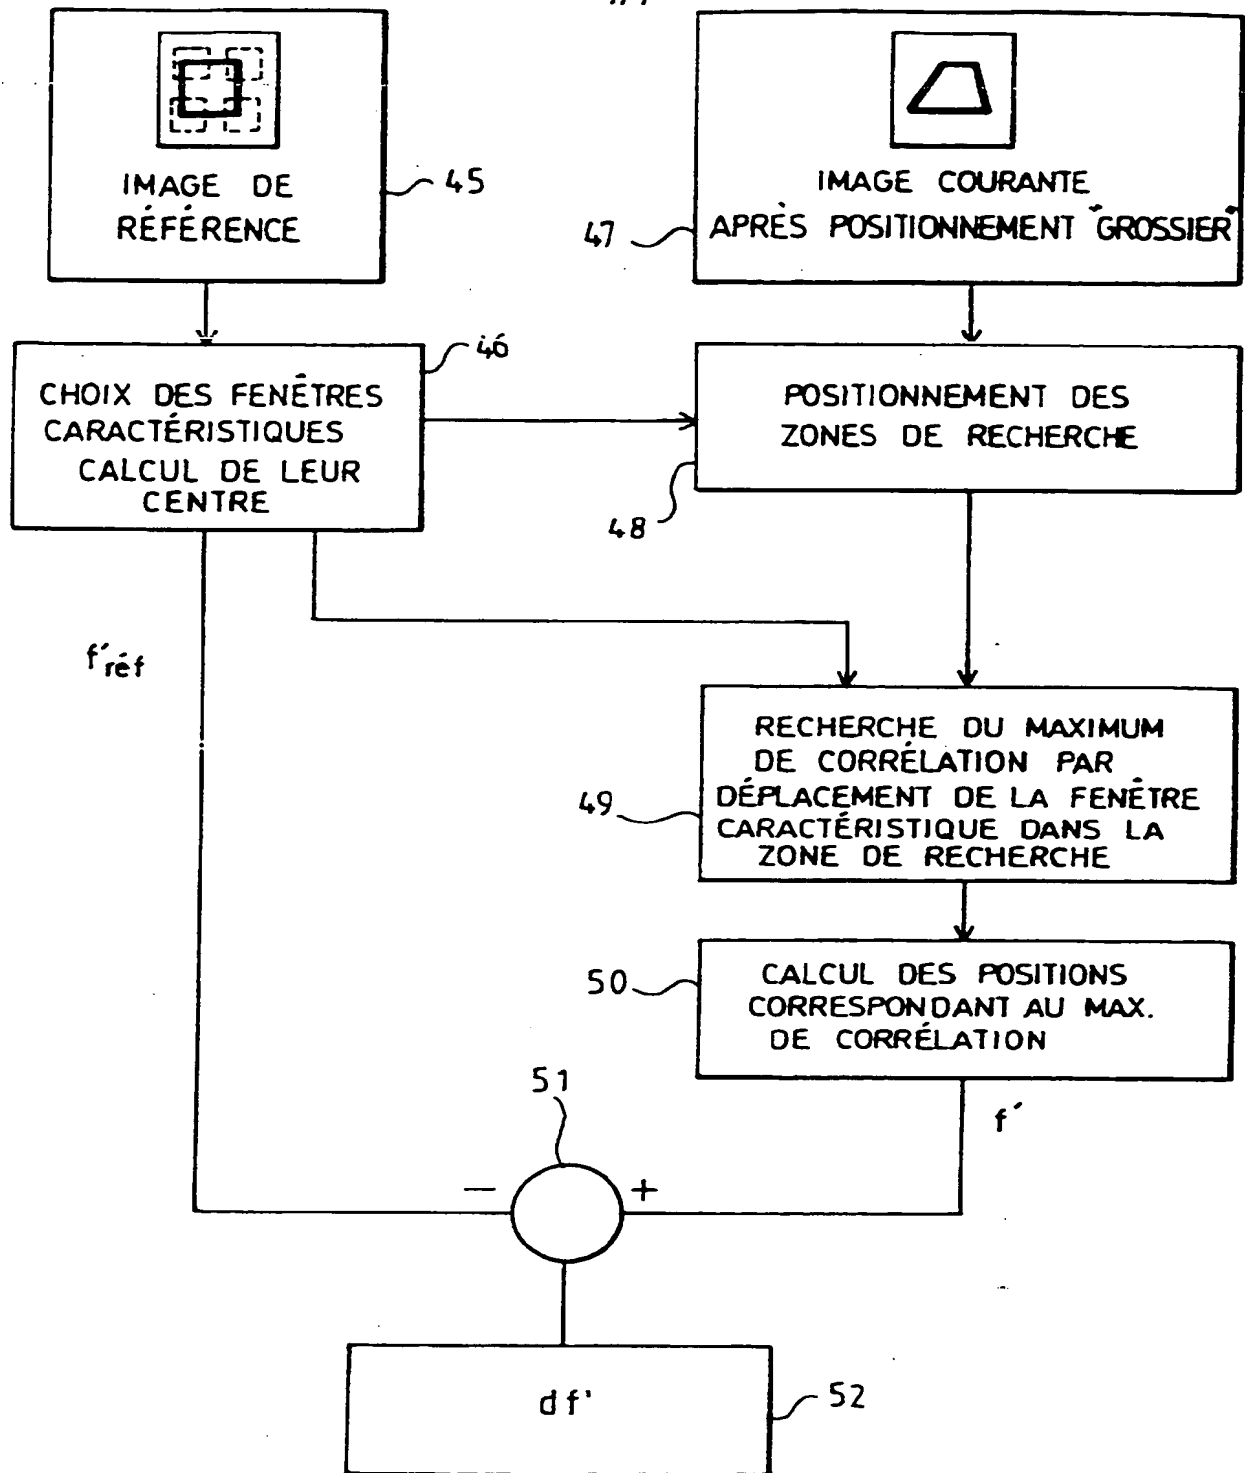 IMAGE DE
RÉFÉRENCE
45
IMAGE COURANTE
APRÈS POSITIONNEMENT "GROSSIER"
47
46
CHOIX DES FENÊTRES
CARACTÉRISTIQUES
CALCUL DE LEUR
CENTRE
POSITIONNEMENT DES
ZONES DE RECHERCHE
48
f'réf
RECHERCHE DU MAXIMUM
DE CORRÉLATION PAR
DÉPLACEMENT DE LA FENÊTRE
CARACTÉRISTIQUE DANS LA
ZONE DE RECHERCHE
49
CALCUL DES POSITIONS
CORRESPONDANT AU MAX.
DE CORRÉLATION
50
f'
51
— +
df'
52